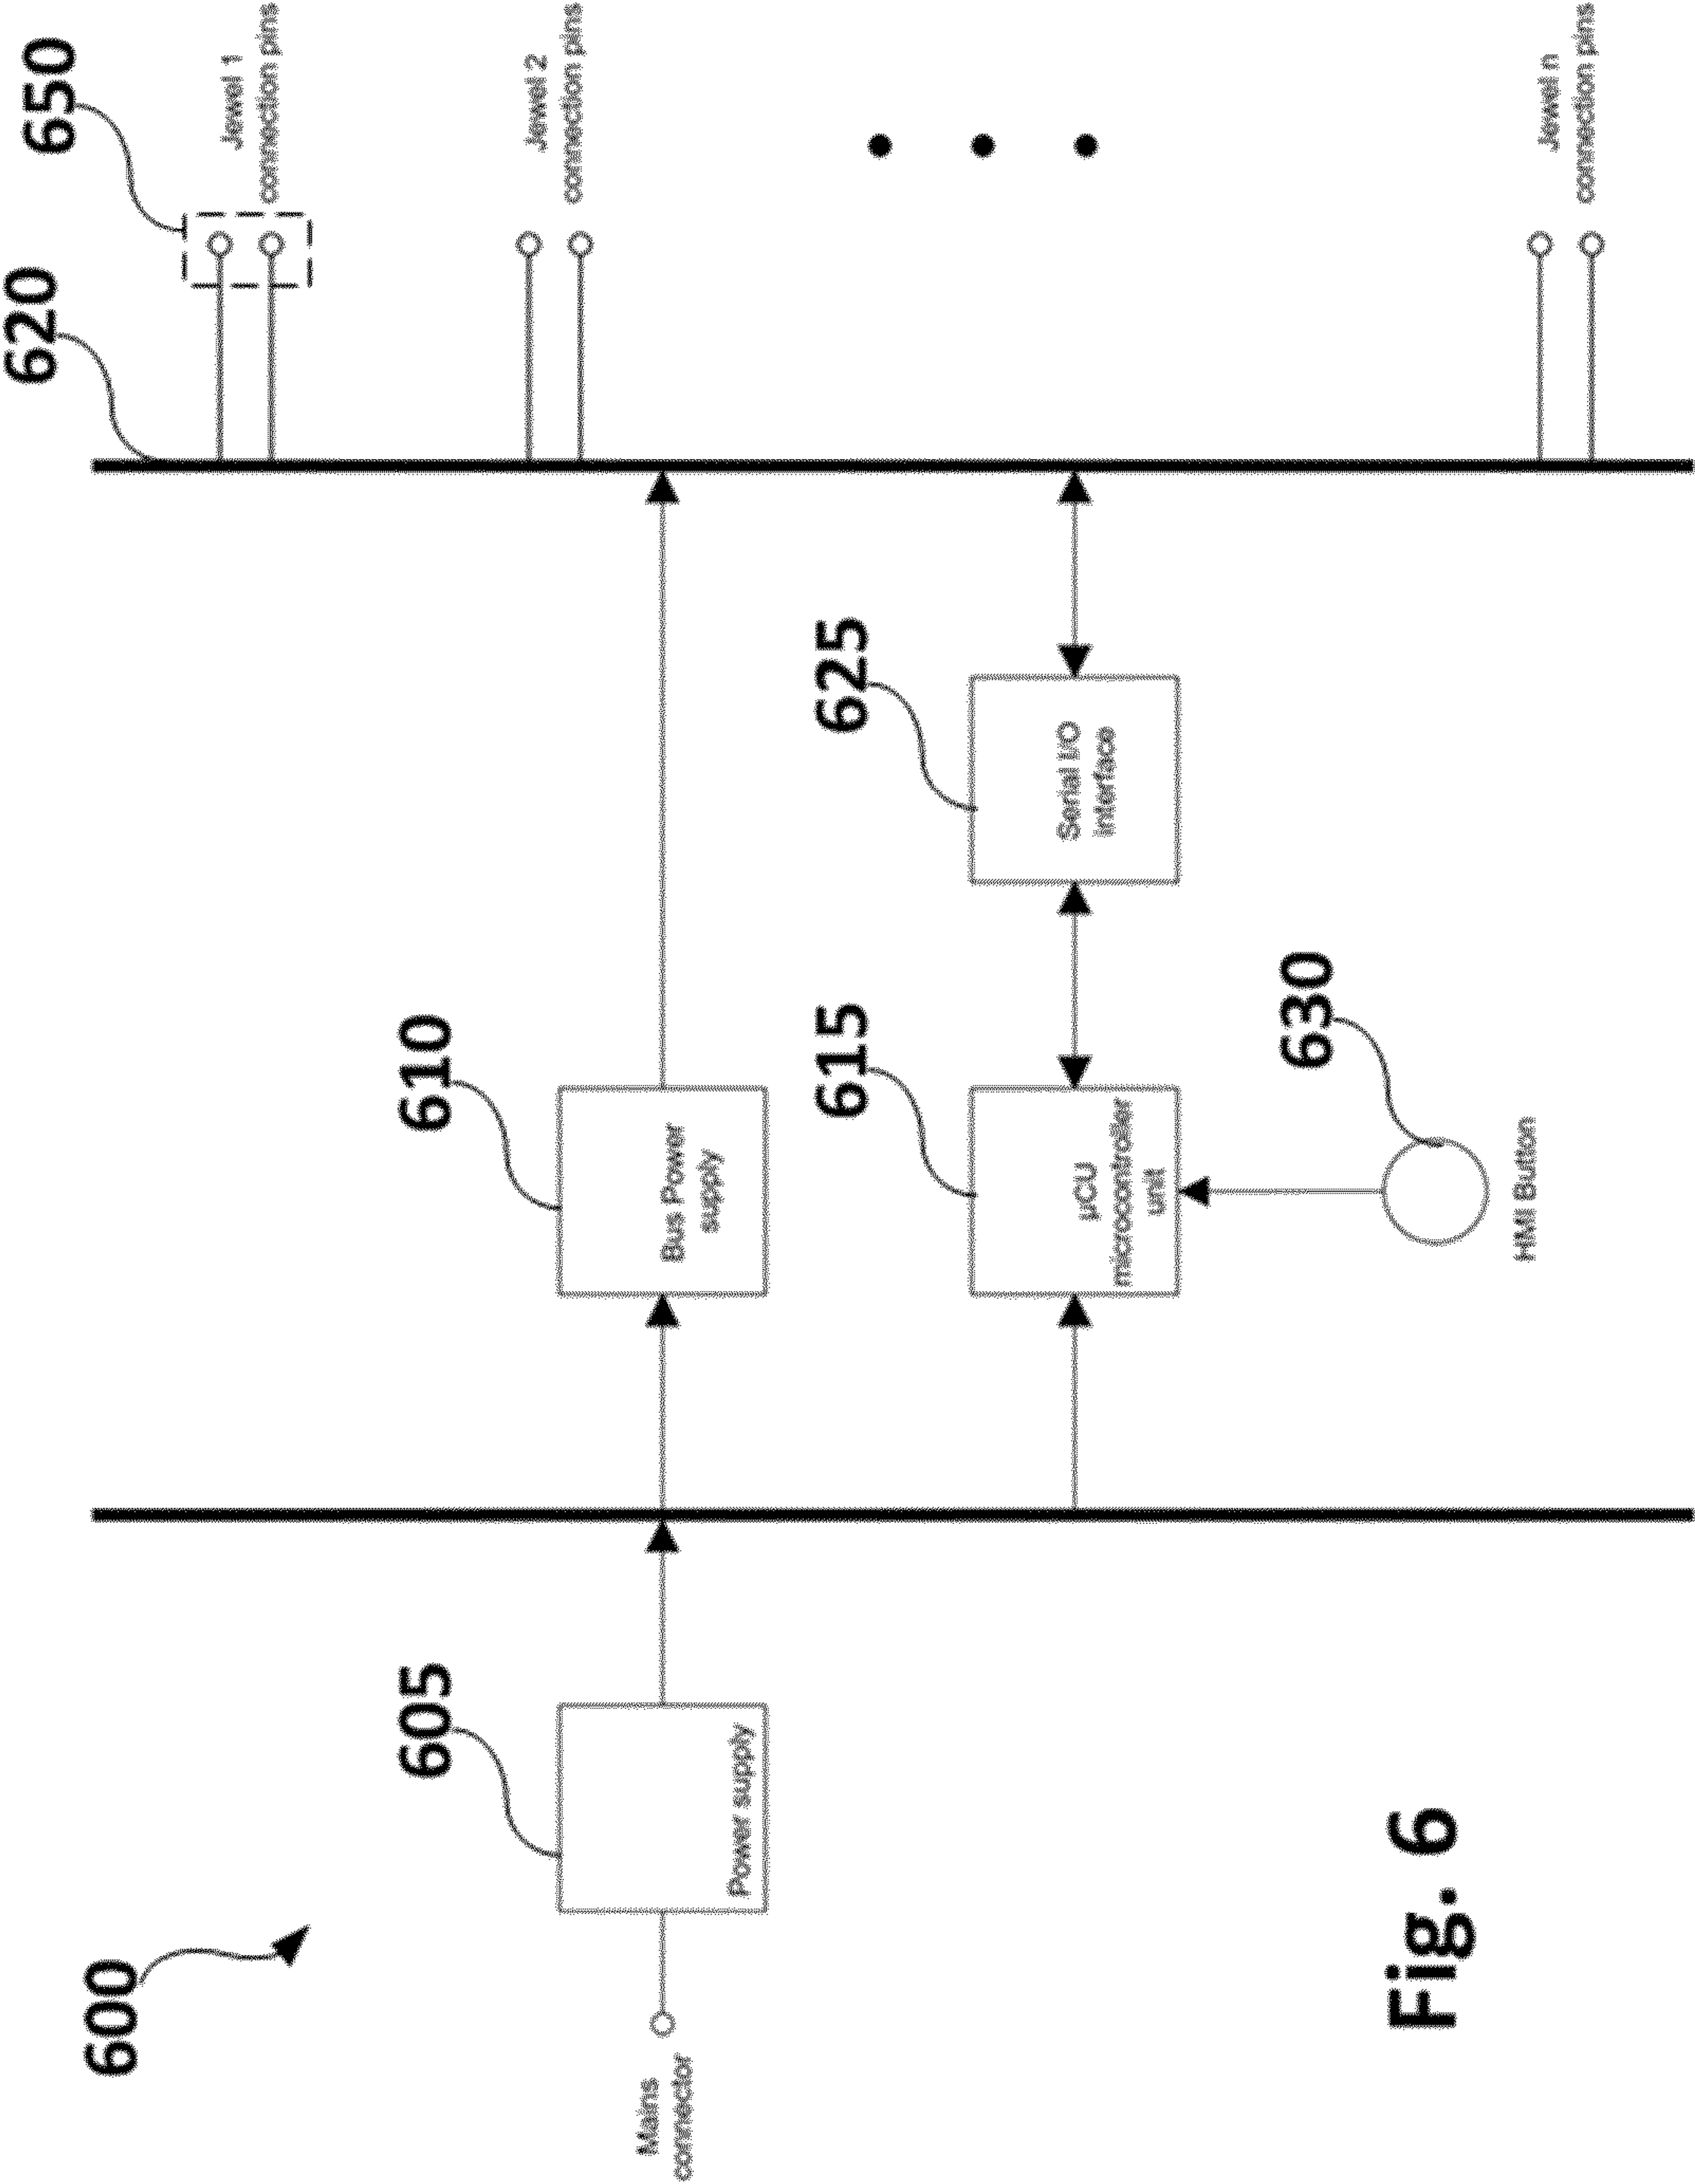 600
Mains
connector
605
Power supply
610
Bus Power
supply
615
µCU
microcontroller
unit
630
HMI Button
625
Serial I/O
interface
620
650
Jewel 1
connection pins
Jewel 2
connection pins
Jewel n
connection pins
Fig. 6